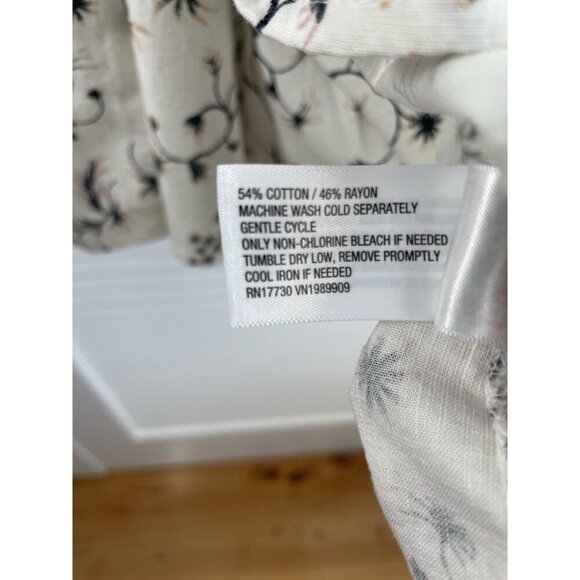 54% COTTON / 46% RAYON
MACHINE WASH COLD SEPARATELY
GENTLE CYCLE
ONLY NON-CHLORINE BLEACH IF NEEDED
TUMBLE DRY LOW, REMOVE PROMPTLY
COOL IRON IF NEEDED
RN17730 VN1989909